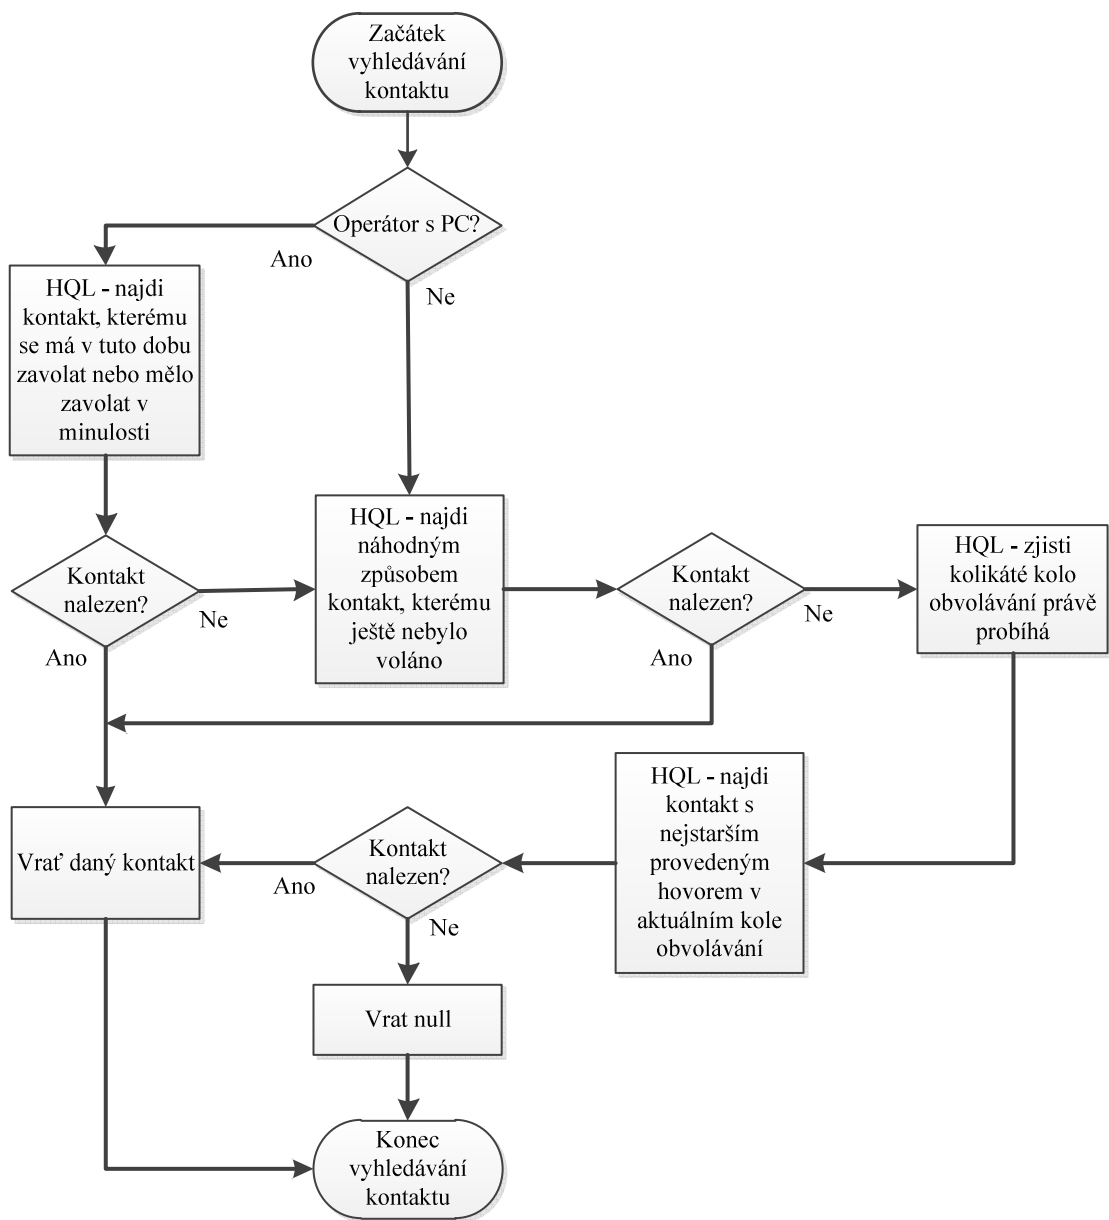 Začátek
vyhledávání
kontaktu
Operátor s PC?
Ano
Ne
HQL - najdi
kontakt, kterému
se má v tuto dobu
zavolat nebo mělo
zavolat v
minulosti
Kontakt
nalezen?
Ne
Ano
HQL - najdi
náhodným
způsobem
kontakt, kterému
ještě nebylo
voláno
Kontakt
nalezen?
Ne
Ano
HQL - zjisti
kolikáté kolo
obvolávání právě
probíhá
HQL - najdi
kontakt s
nejstarším
provedeným
hovorem v
aktuálním kole
obvolávání
Kontakt
nalezen?
Ano
Ne
Vrať daný kontakt
Vrat null
Konec
vyhledávání
kontaktu